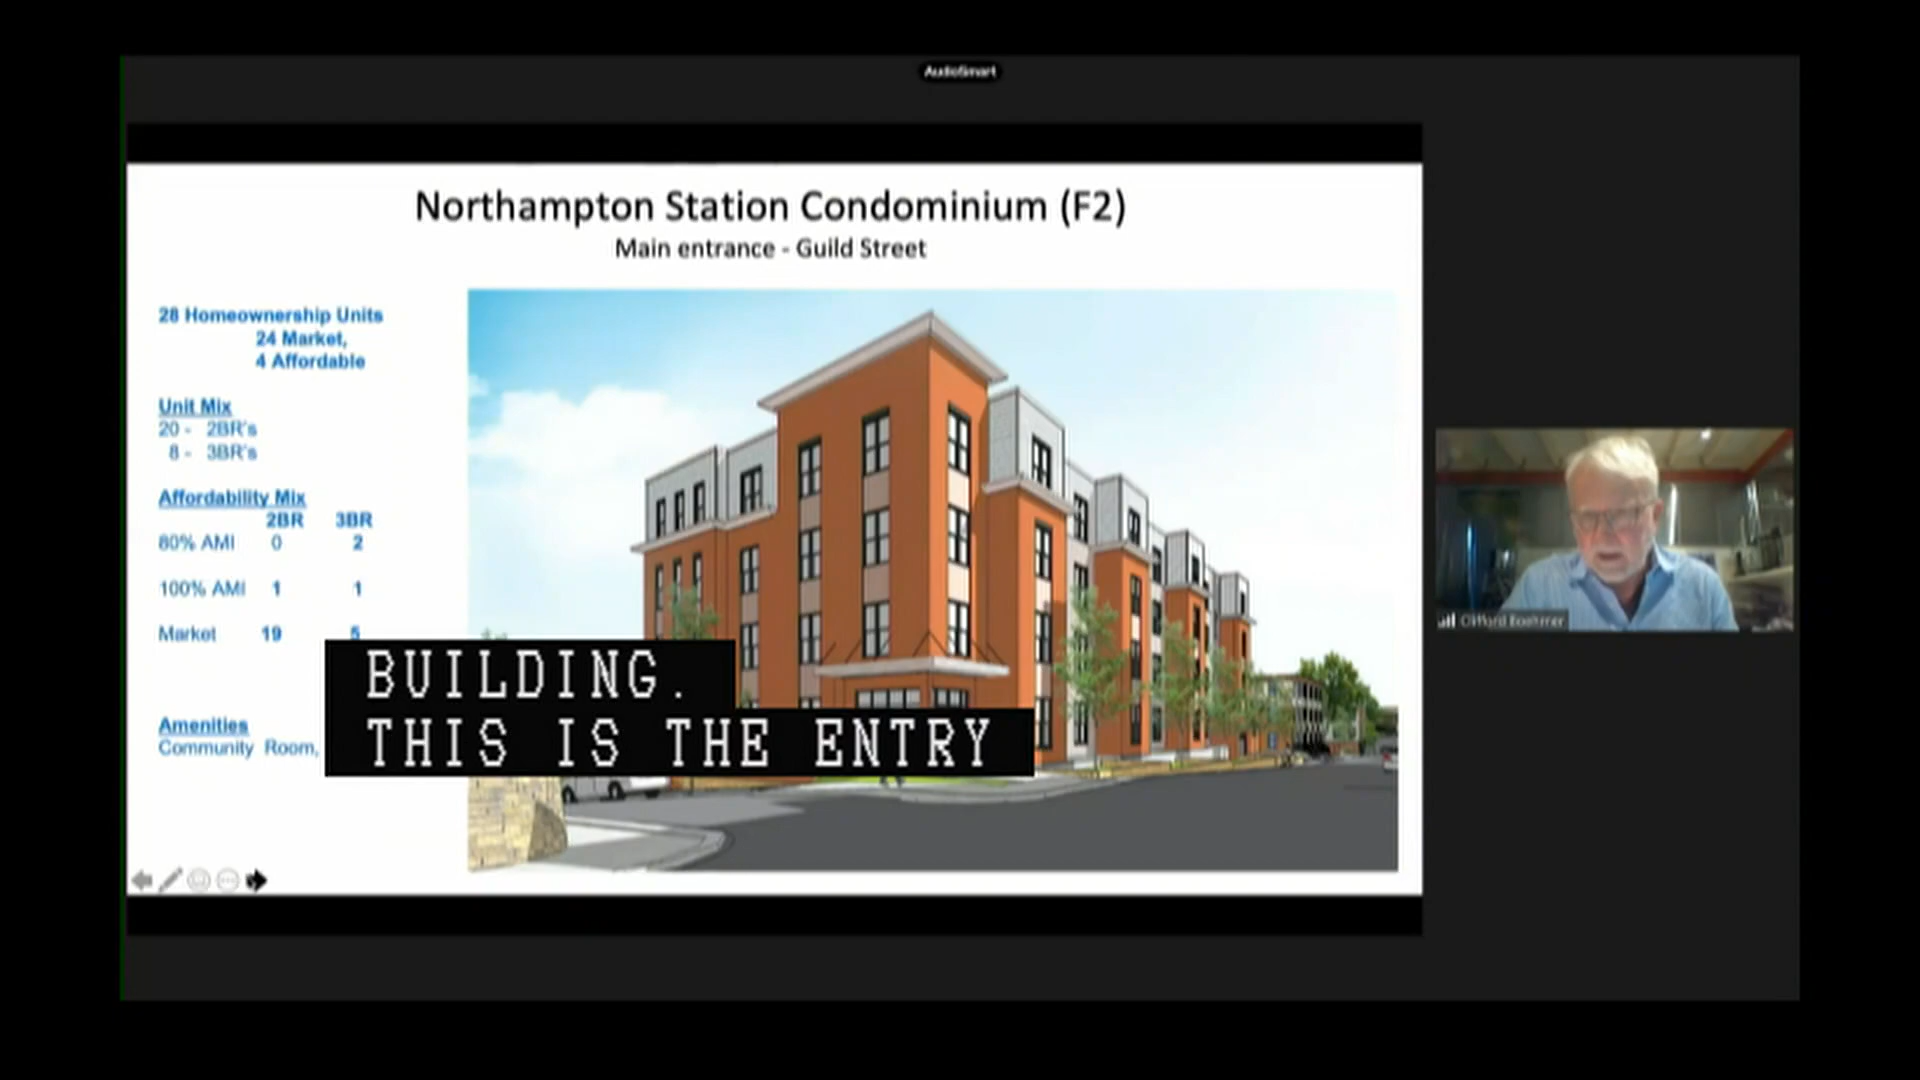 AudioSmart
Northampton Station Condominium (F2)
Main entrance - Guild Street
28 Homeownership Units
24 Market,
4 Affordable
Unit Mix
20 - 2BR's
8 - 3BR's
Affordability Mix
2BR 3BR
80% AMI 0 2
100% AMI 1 1
Market 19 5
Amenities
Community Room,
BUILDING.
THIS IS THE ENTRY
Clifford Boehmer